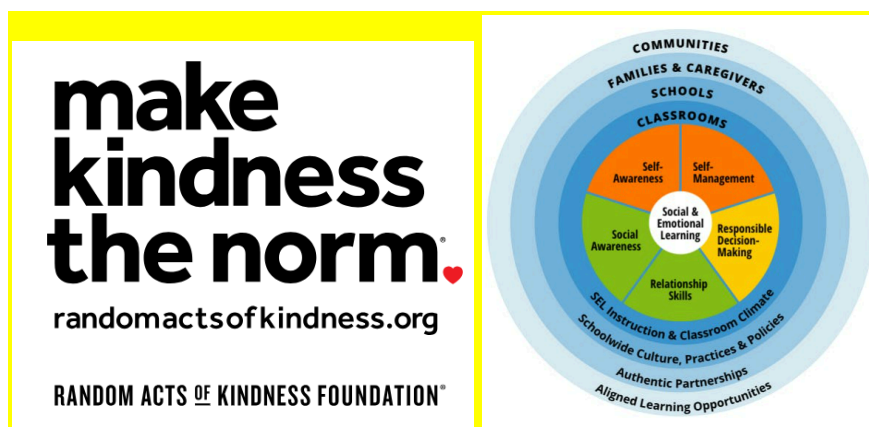 make
kindness
the norm®
randomactsofkindness.org
RANDOM ACTS OF KINDNESS FOUNDATION®
COMMUNITIES
FAMILIES & CAREGIVERS
SCHOOLS
CLASSROOMS
Self-
Awareness
Self-
Management
Social
Awareness
Social &
Emotional
Learning
Responsible
Decision-
Making
Relationship
Skills
SEL Instruction & Classroom Climate
Schoolwide Culture, Practices & Policies
Authentic Partnerships
Aligned Learning Opportunities